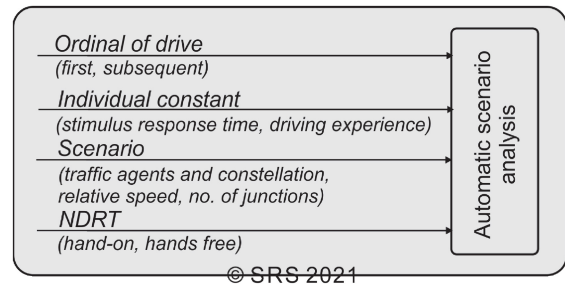 Ordinal of drive
(first, subsequent)
Individual constant
(stimulus response time, driving experience)
Scenario
(traffic agents and constellation,
relative speed, no. of junctions)
NDRT
(hand-on, hands free)
Automatic scenario
analysis
© SRS 2021